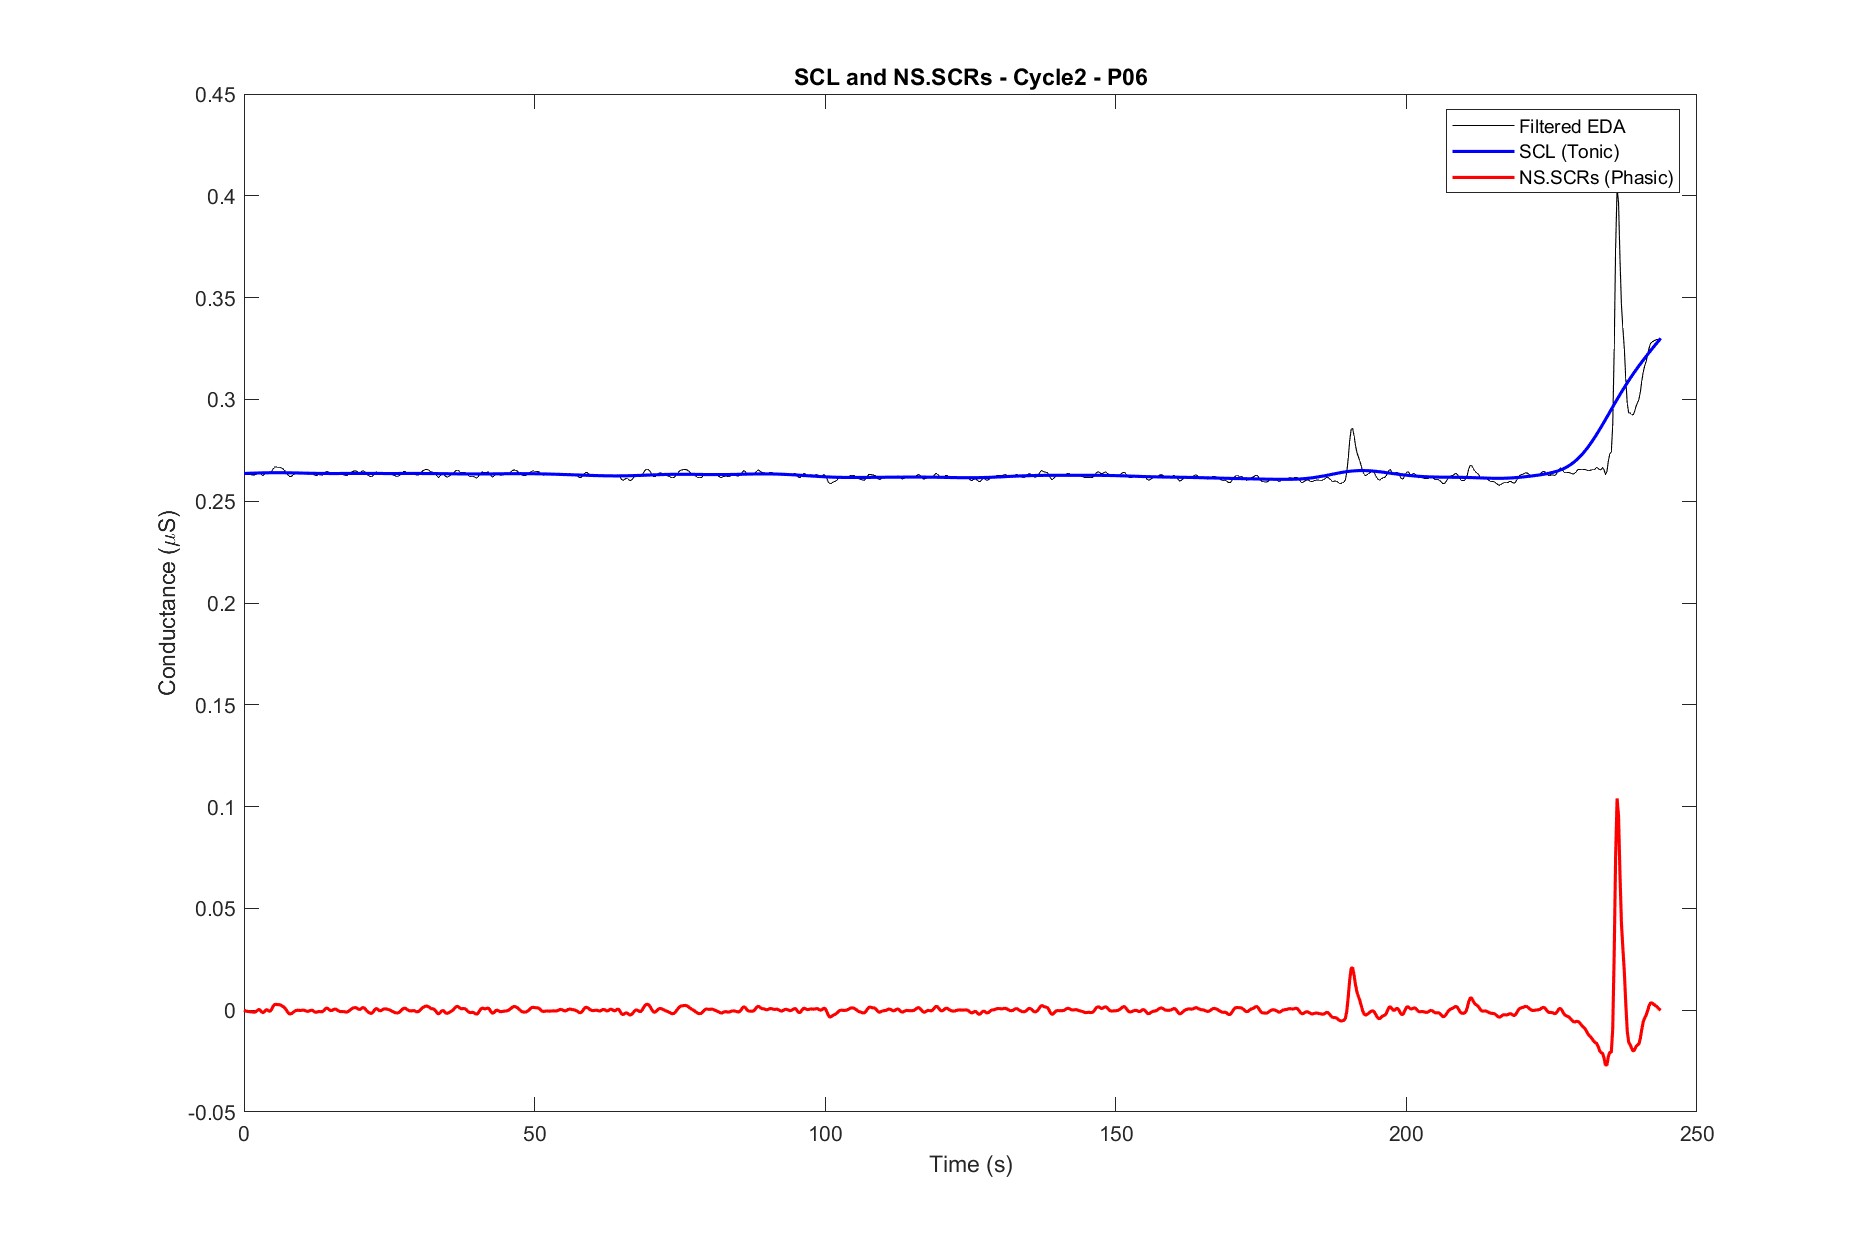 SCL and NS.SCRs - Cycle2 - P06
0.45
0.4
0.35
0.3
0.25
0.2
0.15
0.1
0.05
0
-0.05
Conductance (μS)
Filtered EDA
SCL (Tonic)
NS.SCRs (Phasic)
0 50 100 150 200 250
Time (s)